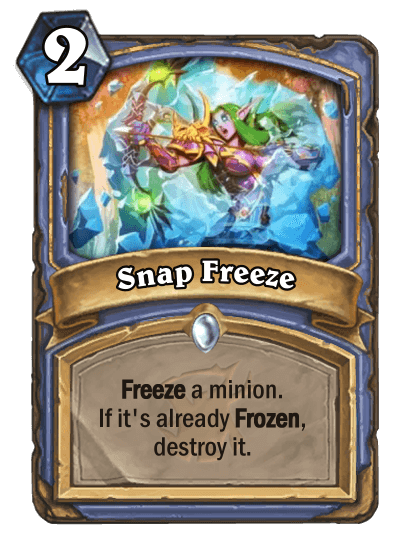 2
Snap Freeze
Freeze a minion.
If it's already Frozen,
destroy it.